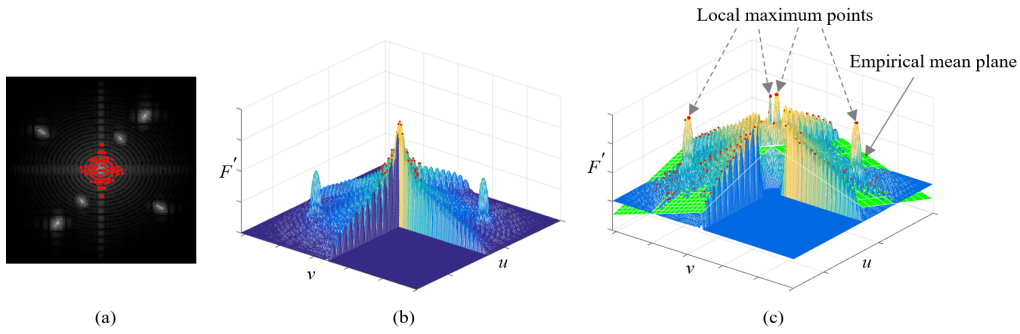 Local maximum points
Empirical mean plane
F′
v
u
F′
v
u
(a)
(b)
(c)